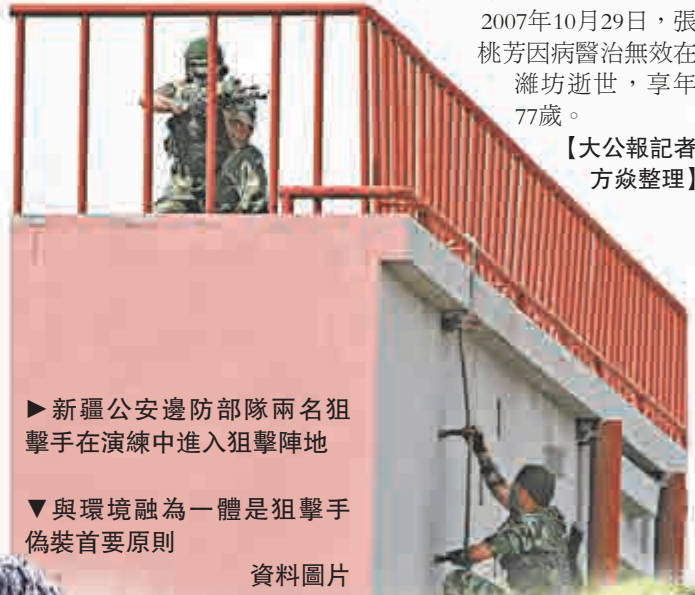 2007年10月29日，張
桃芳因病醫治無效在
濰坊逝世，享年
77歲。
【大公報記者
方焱整理】
►新疆公安邊防部隊兩名狙
擊手在演練中進入狙擊陣地
▼與環境融為一體是狙擊手
偽裝首要原則
資料圖片